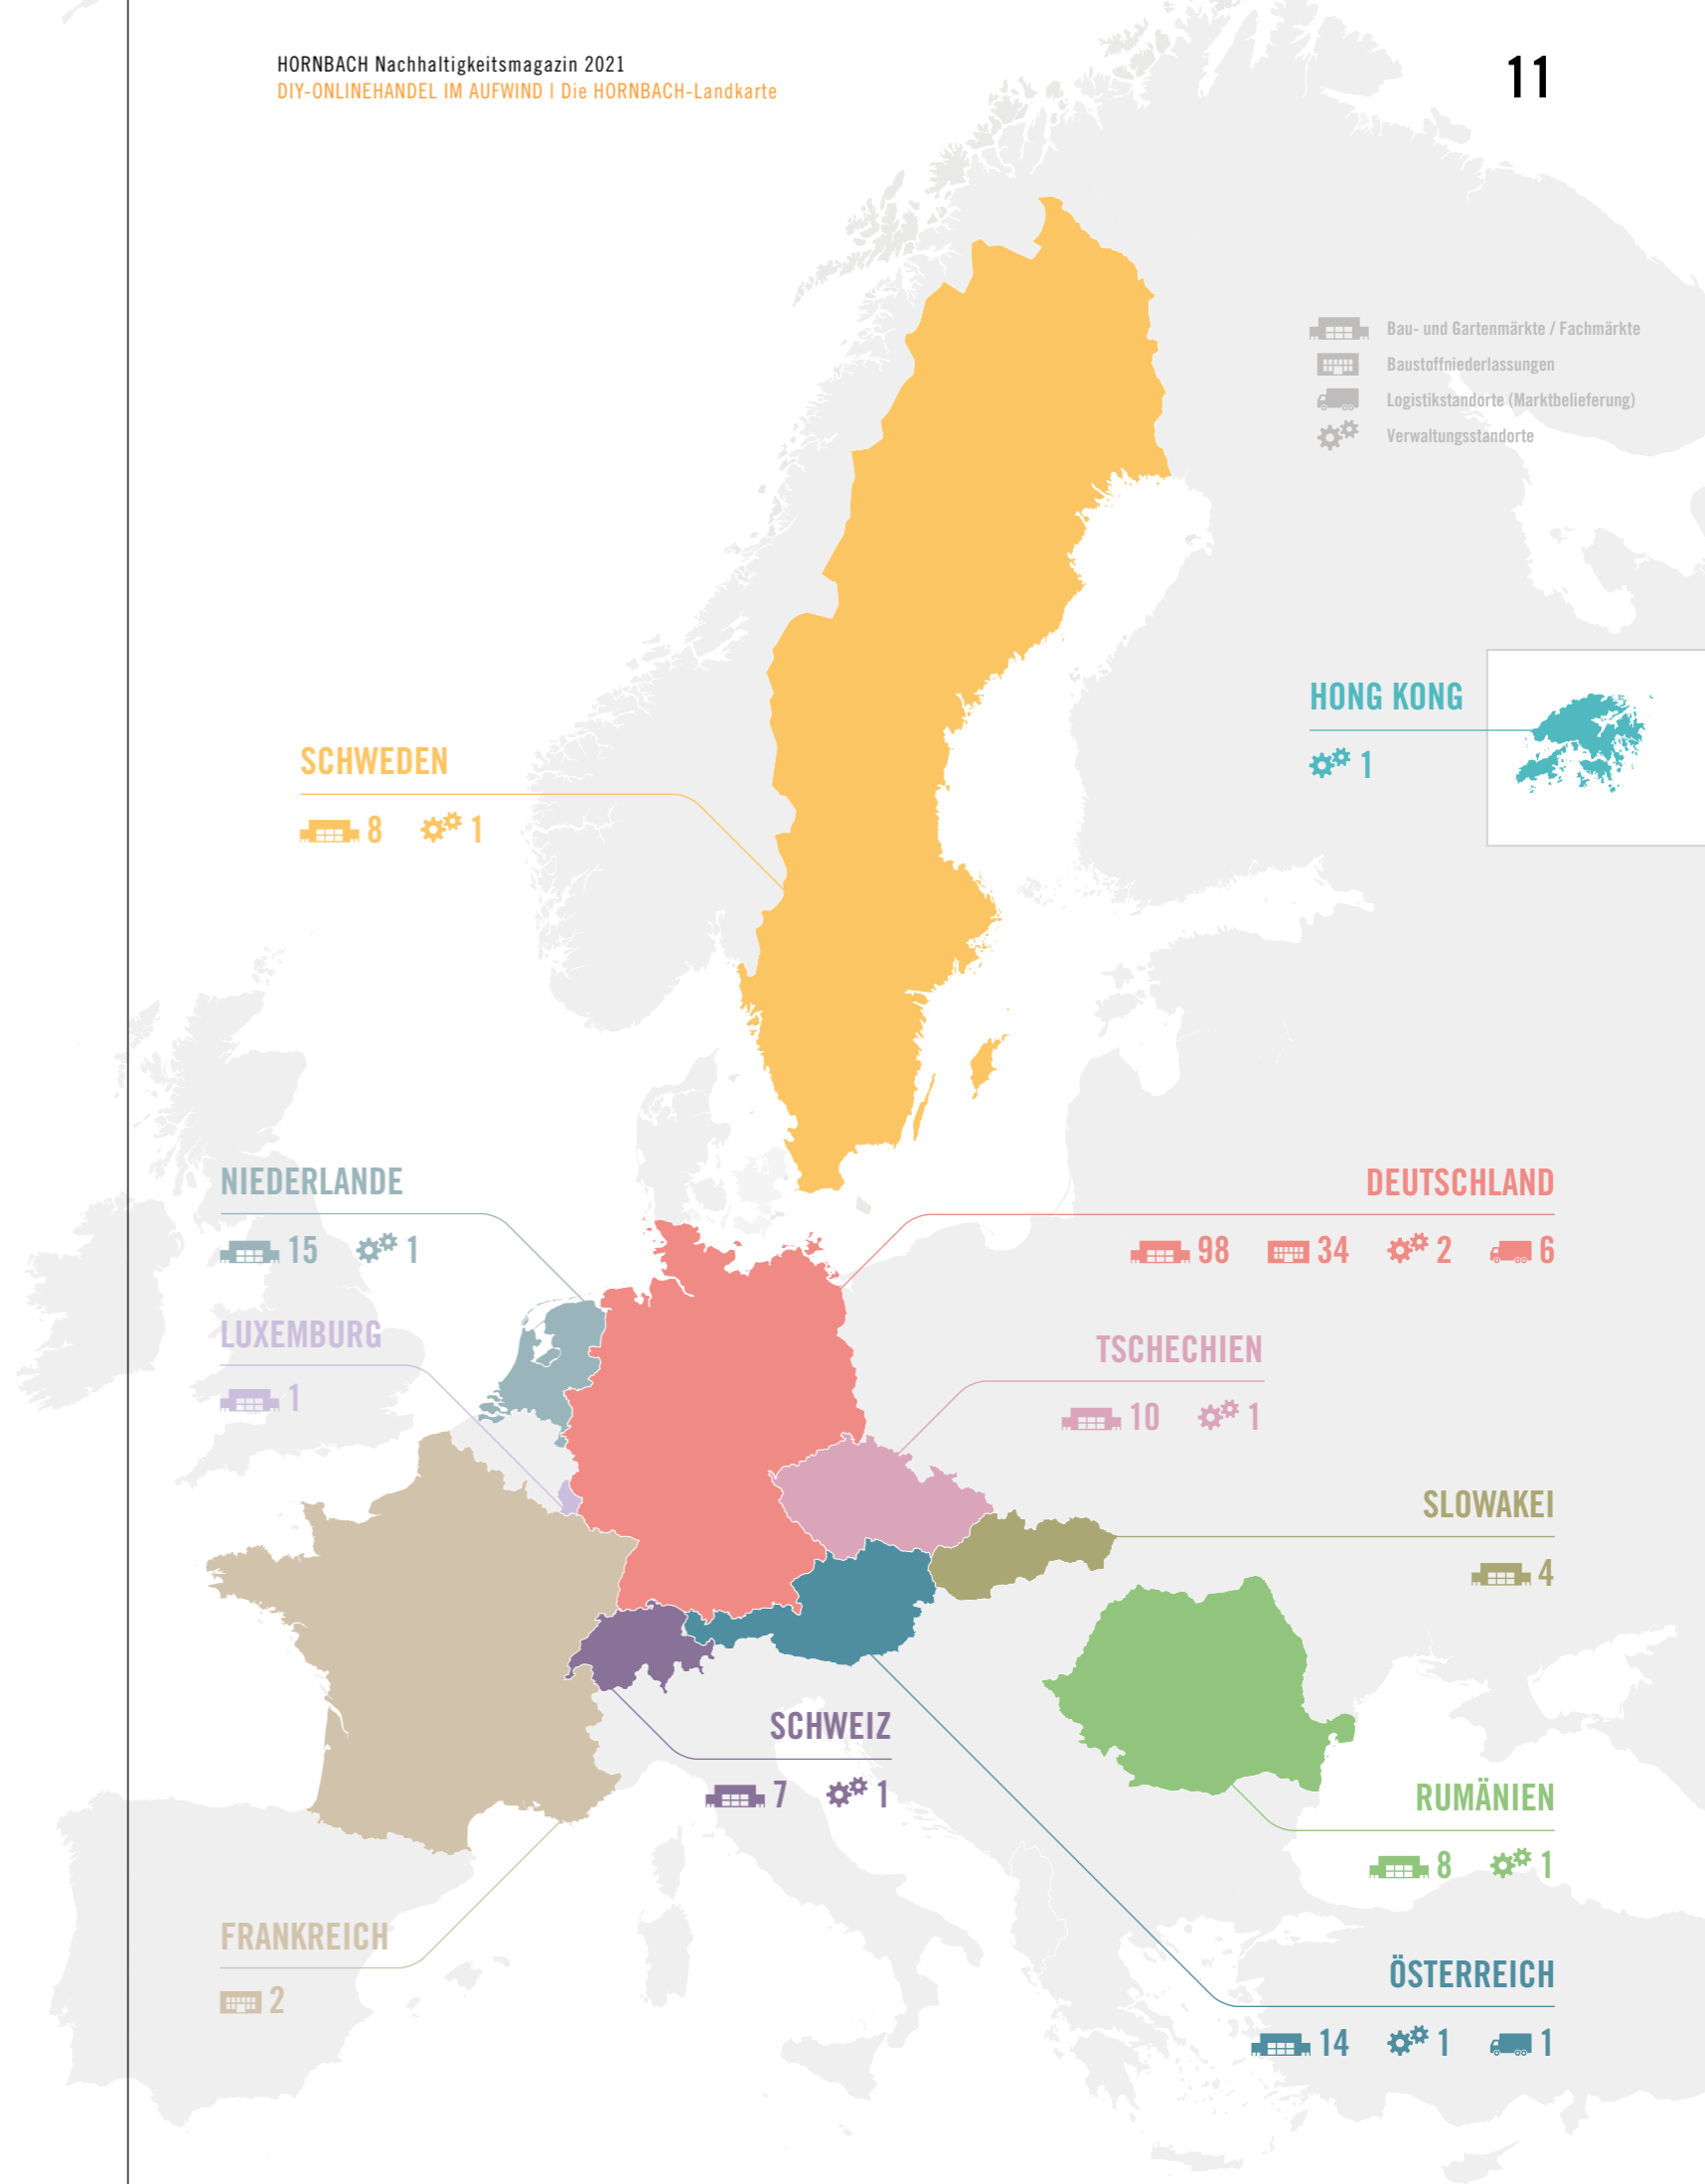 HORNBACH Nachhaltigkeitsmagazin 2021
DIY-ONLINEHANDEL IM AUFWIND | Die HORNBACH-Landkarte
11
Bau- und Gartenmärkte / Fachmärkte
Baustoffniederlassungen
Logistikstandorte (Marktbelieferung)
Verwaltungsstandorte
HONG KONG
1
SCHWEDEN
8 1
NIEDERLANDE
15 1
DEUTSCHLAND
98 34 2 6
LUXEMBURG
1
TSCHECHIEN
10 1
SLOWAKEI
4
SCHWEIZ
7 1
RUMÄNIEN
8 1
FRANKREICH
2
ÖSTERREICH
14 1 1